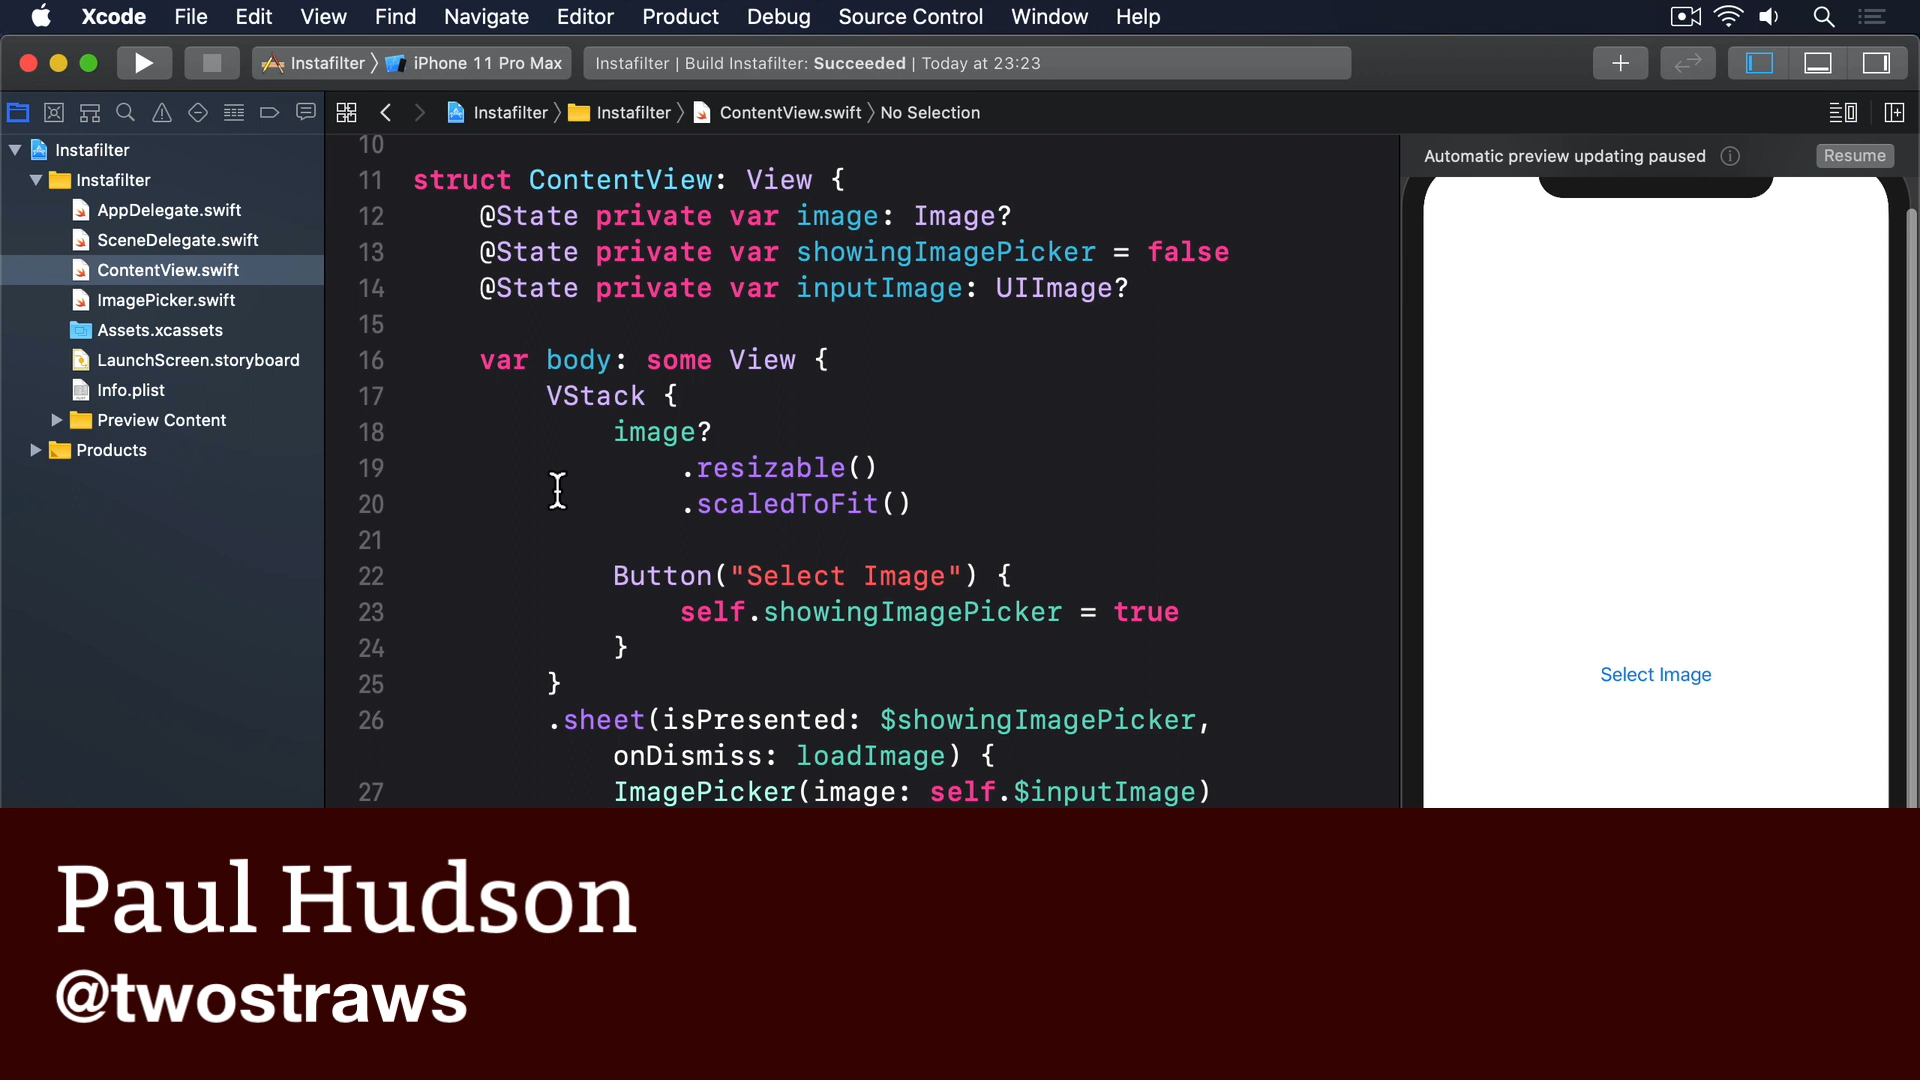 Xcode File Edit View Find Navigate Editor Product Debug Source Control Window Help
Instafilter iPhone 11 Pro Max
Instafilter | Build Instafilter: Succeeded | Today at 23:23
Instafilter Instafilter ContentView.swift No Selection
Instafilter
Instafilter
AppDelegate.swift
SceneDelegate.swift
ContentView.swift
ImagePicker.swift
Assets.xcassets
LaunchScreen.storyboard
Info.plist
Preview Content
Products
10
11 struct ContentView: View {
12 @State private var image: Image?
13 @State private var showingImagePicker = false
14 @State private var inputImage: UIImage?
15
16 var body: some View {
17 VStack {
18 image?
19 .resizable()
20 .scaledToFit()
21
22 Button("Select Image") {
23 self.showingImagePicker = true
24 }
25 }
26 .sheet(isPresented: $showingImagePicker,
onDismiss: loadImage) {
27 ImagePicker(image: self.$inputImage)
Automatic preview updating paused
Resume
Select Image
Paul Hudson
@twostraws